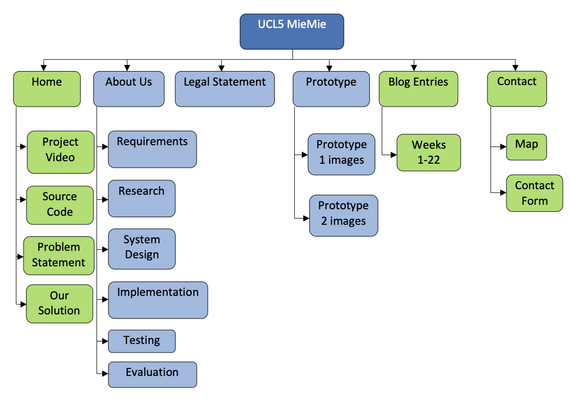 UCL5 MieMie
Home
About Us
Legal Statement
Prototype
Blog Entries
Contact
Project
Video
Source
Code
Problem
Statement
Our
Solution
Requirements
Research
System
Design
Implementation
Testing
Evaluation
Prototype
1 images
Prototype
2 images
Weeks
1-22
Map
Contact
Form